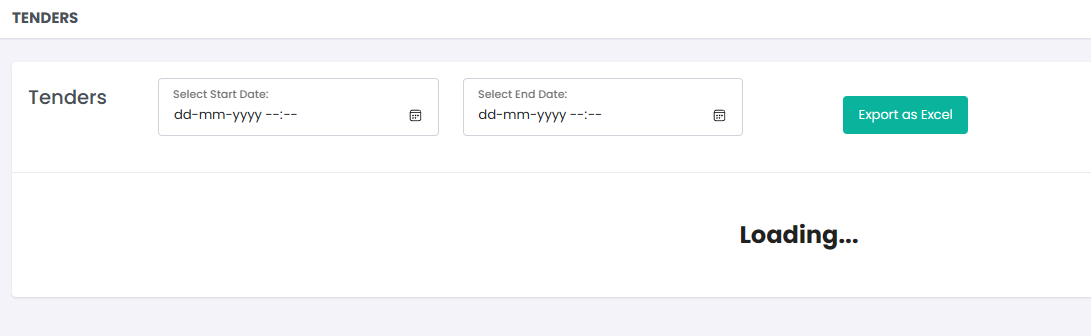 TENDERS
Tenders
Select Start Date:
dd-mm-yyyy --:--
Select End Date:
dd-mm-yyyy --:--
Export as Excel
Loading...